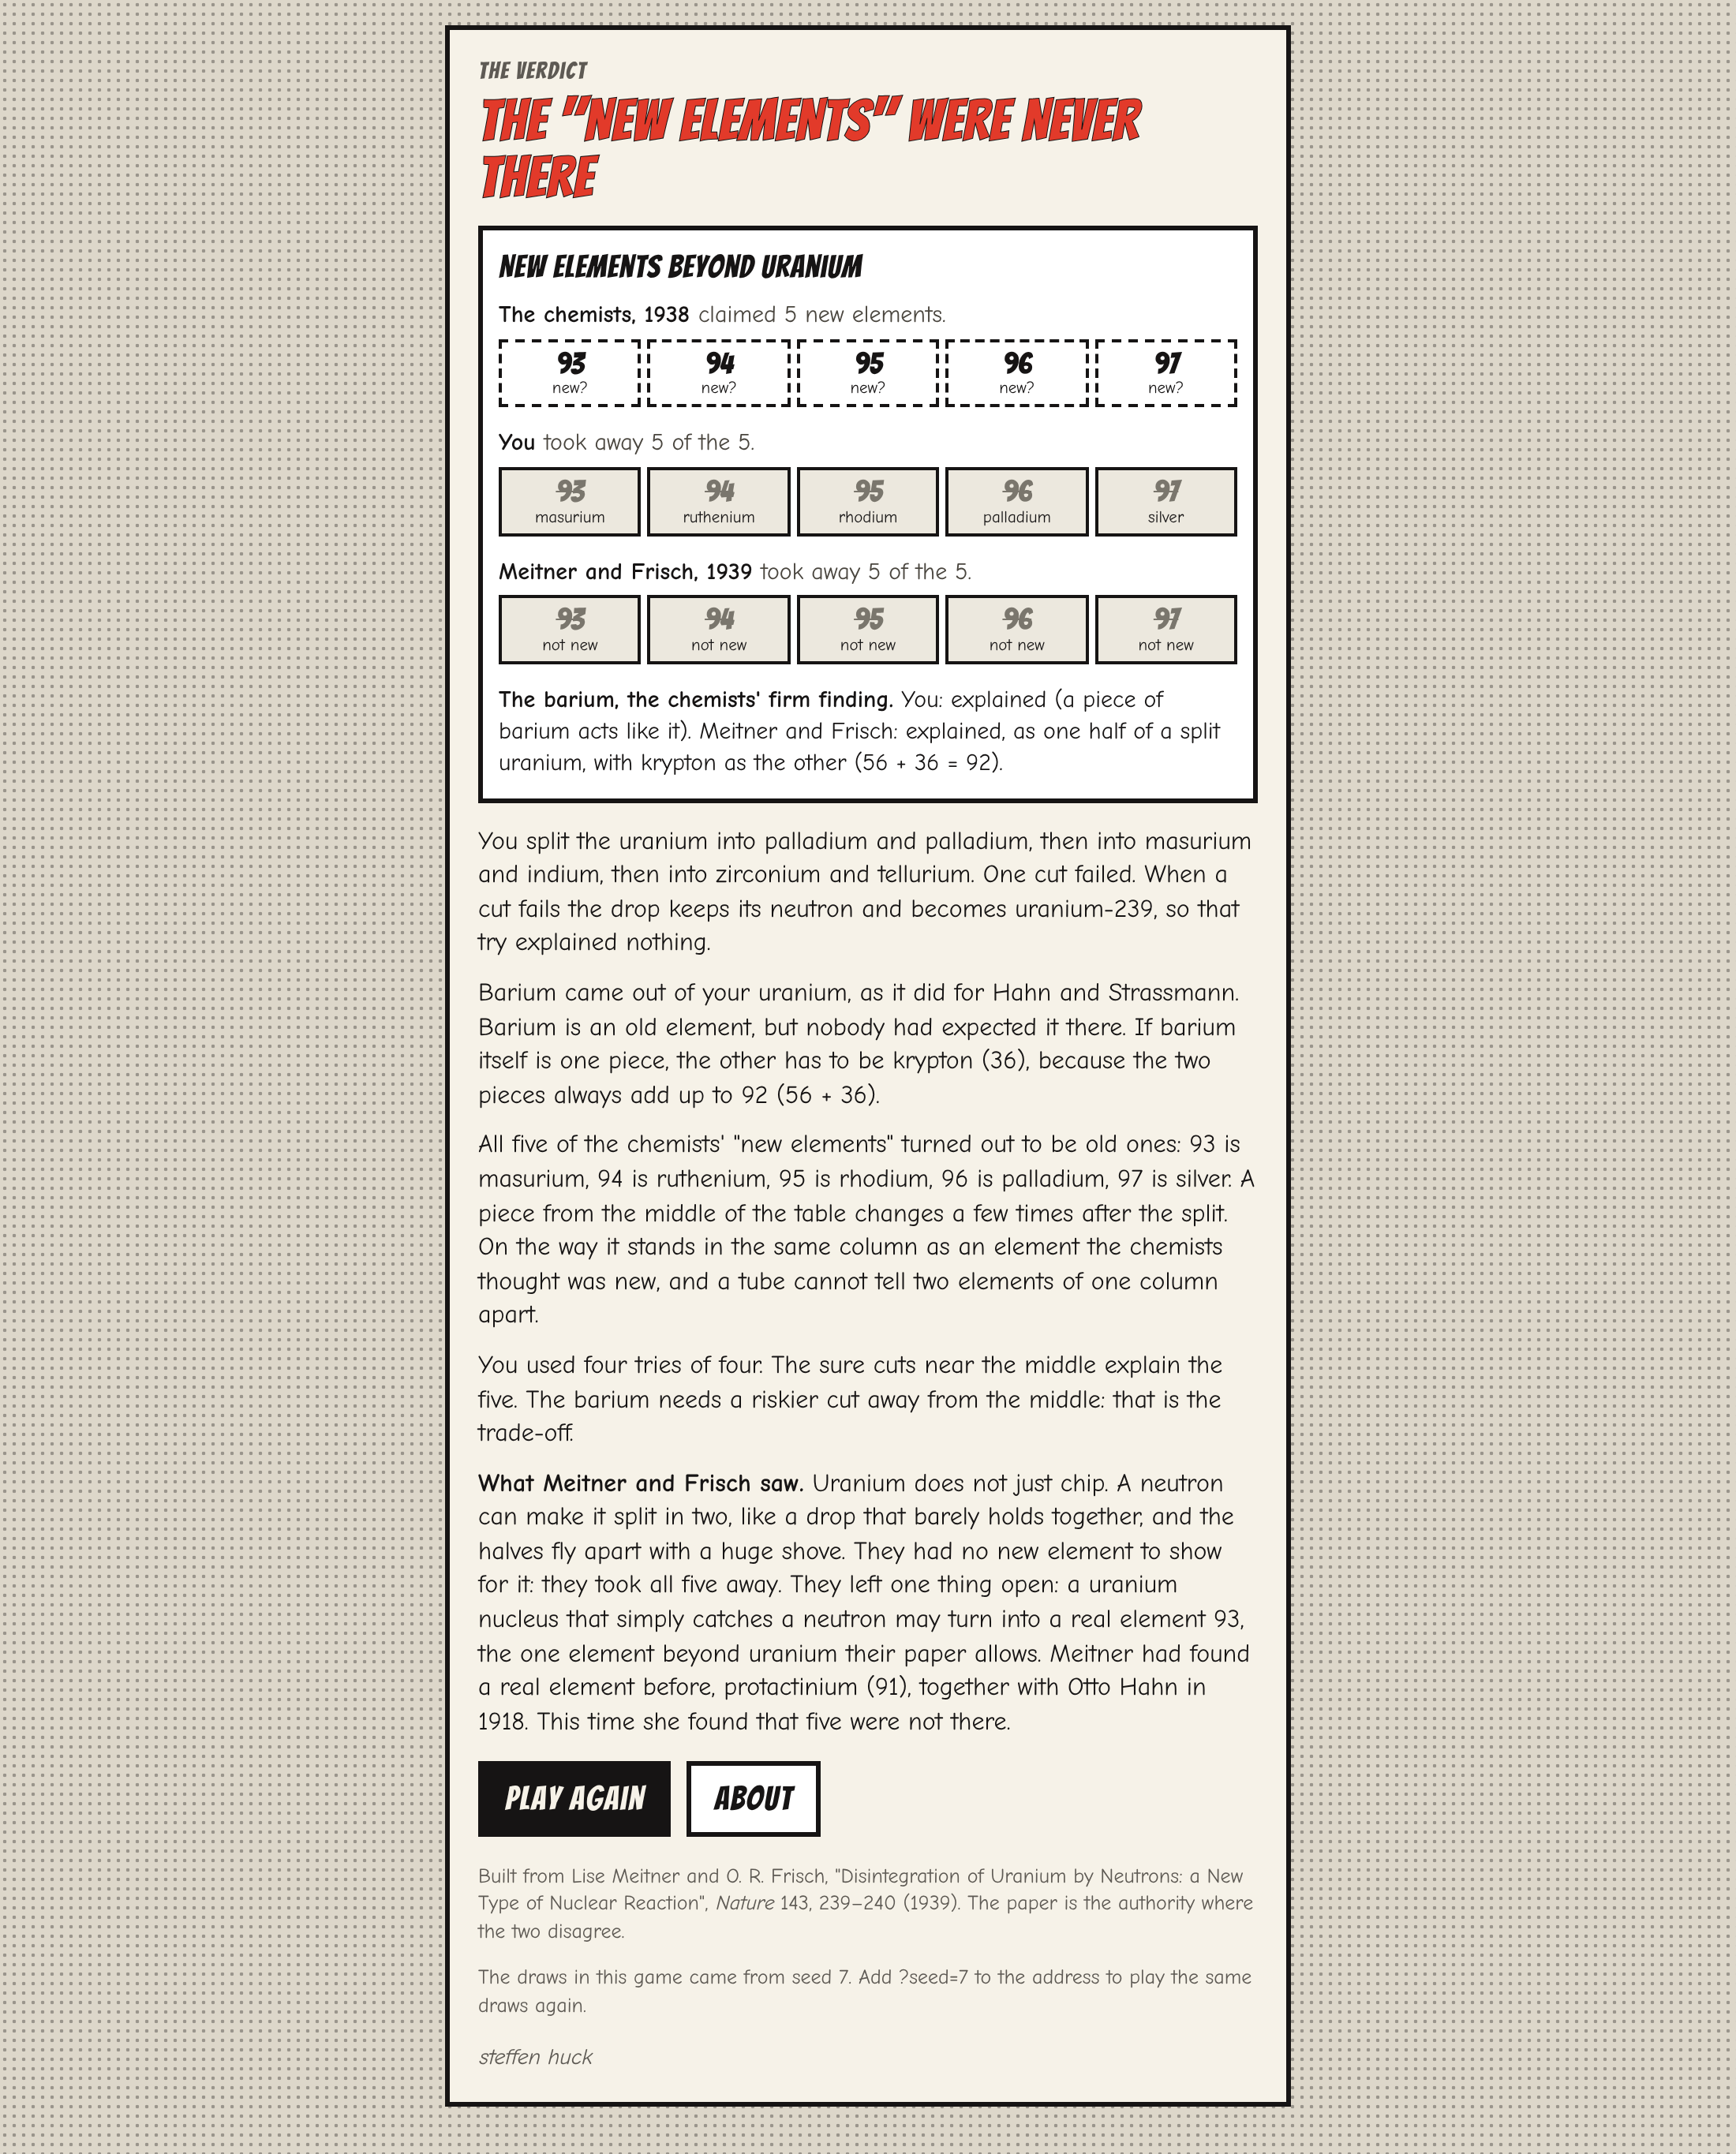 THE VERDICT
THE "NEW ELEMENTS" WERE NEVER
THERE
NEW ELEMENTS BEYOND URANIUM
The chemists, 1938 claimed 5 new elements.
93 94 95 96 97
new? new? new? new? new?
You took away 5 of the 5.
93 94 95 96 97
masurium ruthenium rhodium palladium silver
Meitner and Frisch, 1939 took away 5 of the 5.
93 94 95 96 97
not new not new not new not new not new
The barium, the chemists' firm finding. You: explained (a piece of
barium acts like it). Meitner and Frisch: explained, as one half of a split
uranium, with krypton as the other (56 + 36 = 92).
You split the uranium into palladium and palladium, then into masurium
and indium, then into zirconium and tellurium. One cut failed. When a
cut fails the drop keeps its neutron and becomes uranium-239, so that
try explained nothing.
Barium came out of your uranium, as it did for Hahn and Strassmann.
Barium is an old element, but nobody had expected it there. If barium
itself is one piece, the other has to be krypton (36), because the two
pieces always add up to 92 (56 + 36).
All five of the chemists' "new elements" turned out to be old ones: 93 is
masurium, 94 is ruthenium, 95 is rhodium, 96 is palladium, 97 is silver. A
piece from the middle of the table changes a few times after the split.
On the way it stands in the same column as an element the chemists
thought was new, and a tube cannot tell two elements of one column
apart.
You used four tries of four. The sure cuts near the middle explain the
five. The barium needs a riskier cut away from the middle: that is the
trade-off.
What Meitner and Frisch saw. Uranium does not just chip. A neutron
can make it split in two, like a drop that barely holds together, and the
halves fly apart with a huge shove. They had no new element to show
for it: they took all five away. They left one thing open: a uranium
nucleus that simply catches a neutron may turn into a real element 93,
the one element beyond uranium their paper allows. Meitner had found
a real element before, protactinium (91), together with Otto Hahn in
1918. This time she found that five were not there.
PLAY AGAIN ABOUT
Built from Lise Meitner and O. R. Frisch, "Disintegration of Uranium by Neutrons: a New
Type of Nuclear Reaction", Nature 143, 239–240 (1939). The paper is the authority where
the two disagree.
The draws in this game came from seed 7. Add ?seed=7 to the address to play the same
draws again.
steffen huck